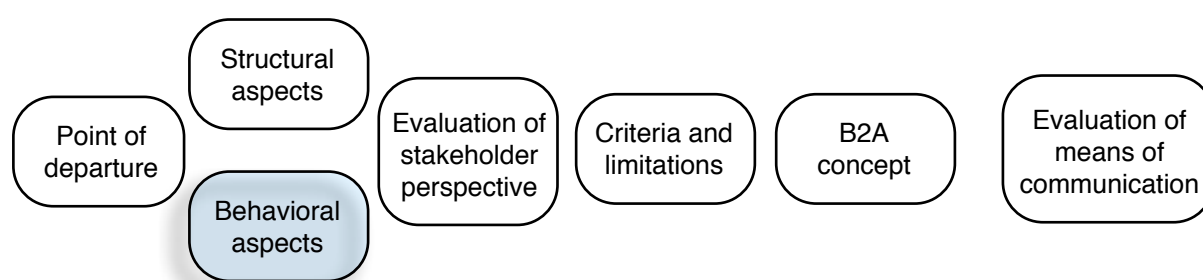 Point of
departure
Structural
aspects
Behavioral
aspects
Evaluation of
stakeholder
perspective
Criteria and
limitations
B2A
concept
Evaluation of
means of
communication